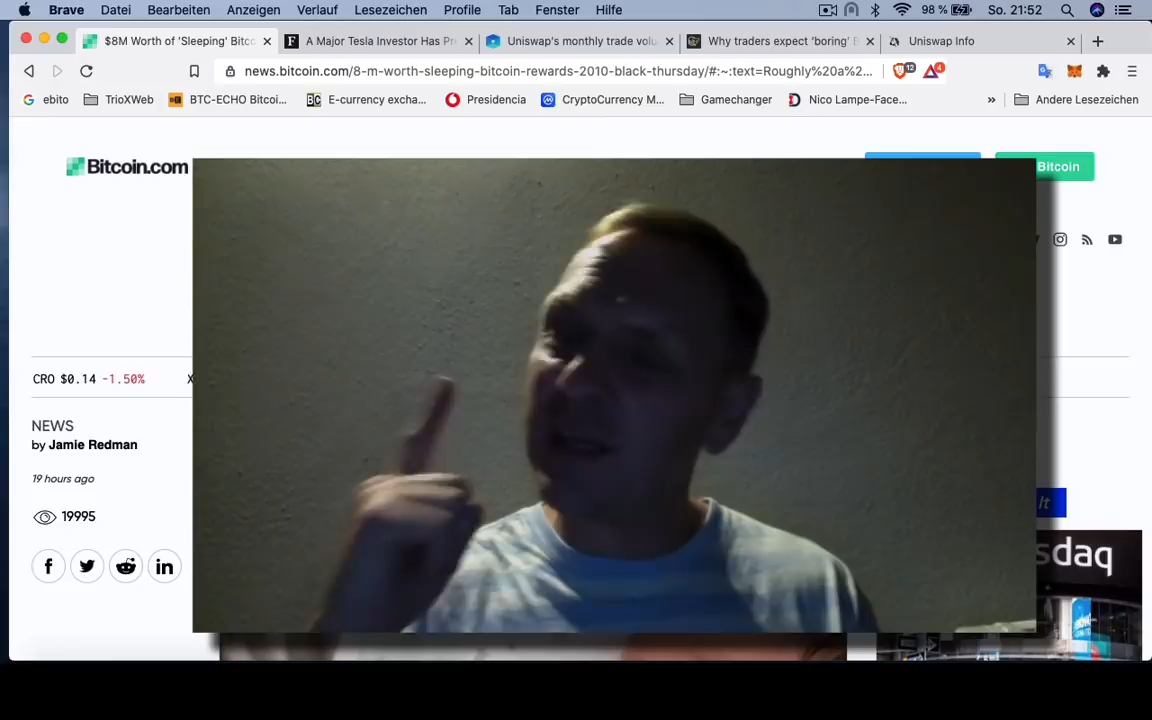 Brave Datei Bearbeiten Anzeigen Verlauf Lesezeichen Profile Tab Fenster Hilfe 98 % So. 21:52
$8M Worth of 'Sleeping' Bitco
A Major Tesla Investor Has Pr
Uniswap's monthly trade volu
Why traders expect 'boring' B
Uniswap Info
news.bitcoin.com/8-m-worth-sleeping-bitcoin-rewards-2010-black-thursday/#:~:text=Roughly%20a%2...
12
4
ebito TrioXWeb BTC-ECHO Bitcoi... E-currency excha... Presidencia CryptoCurrency M... Gamechanger Nico Lampe-Face... » Andere Lesezeichen
Bitcoin.com
Bitcoin
CRO $0.14 -1.50% X
NEWS
by Jamie Redman
19 hours ago
19995
It
sdaq